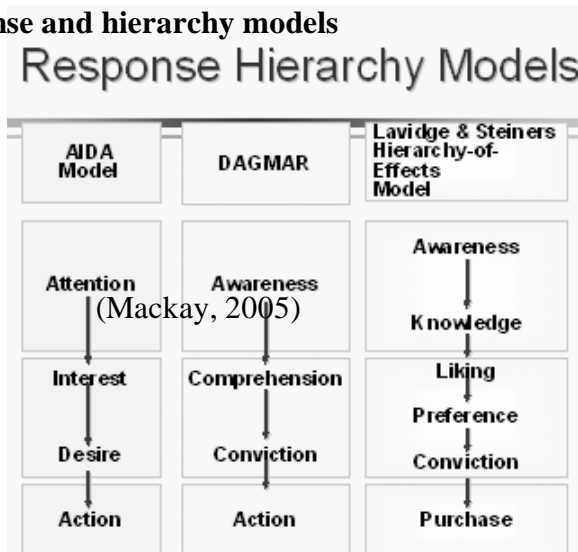 nse and hierarchy models
Response Hierarchy Models
AIDA
Model
DAGMAR
Lavidge & Steiners
Hierarchy-of-
Effects
Model
Attention
Interest
Desire
Action
Awareness
Comprehension
Conviction
Action
Awareness
Knowledge
Liking
Preference
Conviction
Purchase
(Mackay, 2005)